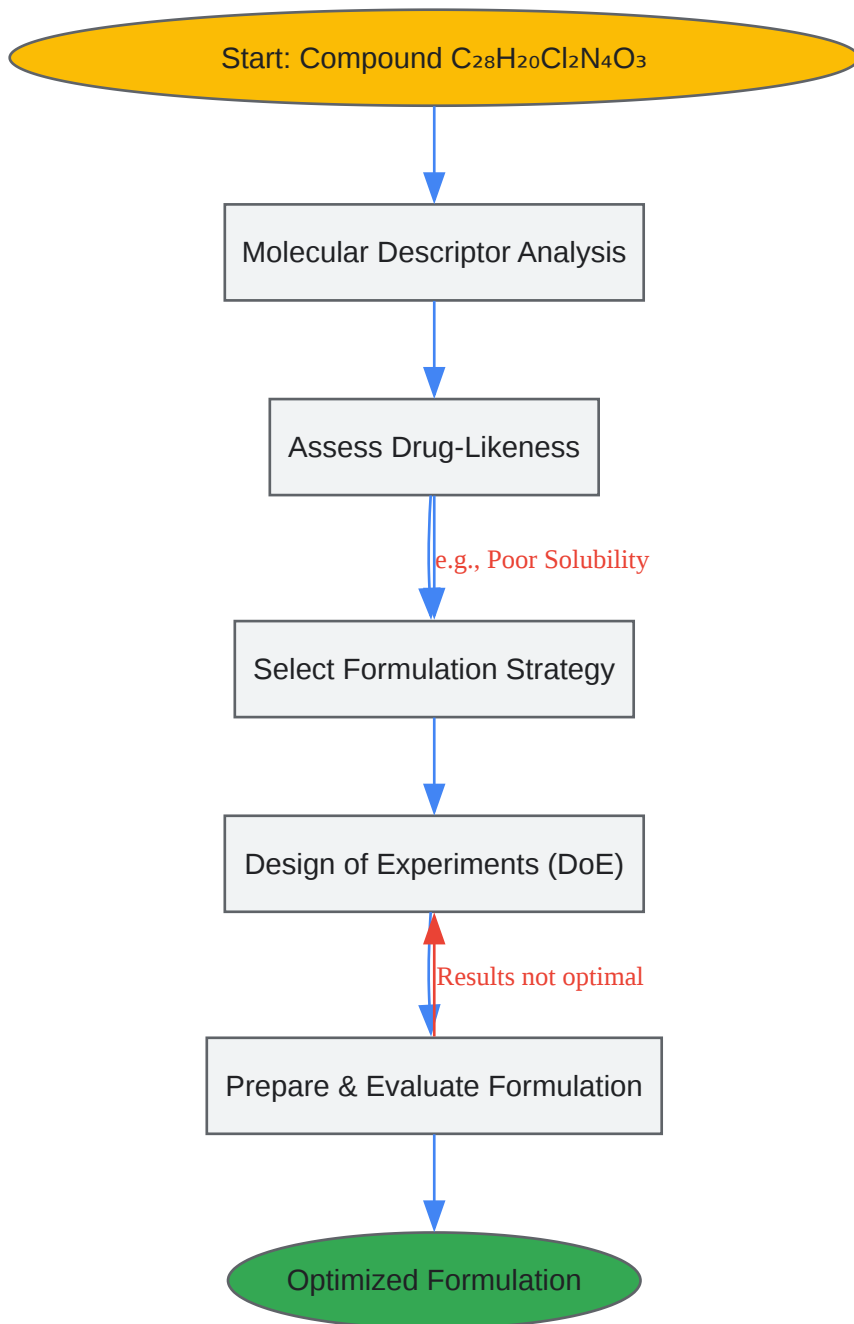 Start: Compound C₂₈H₂₀Cl₂N₄O₃
Molecular Descriptor Analysis
Assess Drug-Likeness
e.g., Poor Solubility
Select Formulation Strategy
Design of Experiments (DoE)
Results not optimal
Prepare & Evaluate Formulation
Optimized Formulation